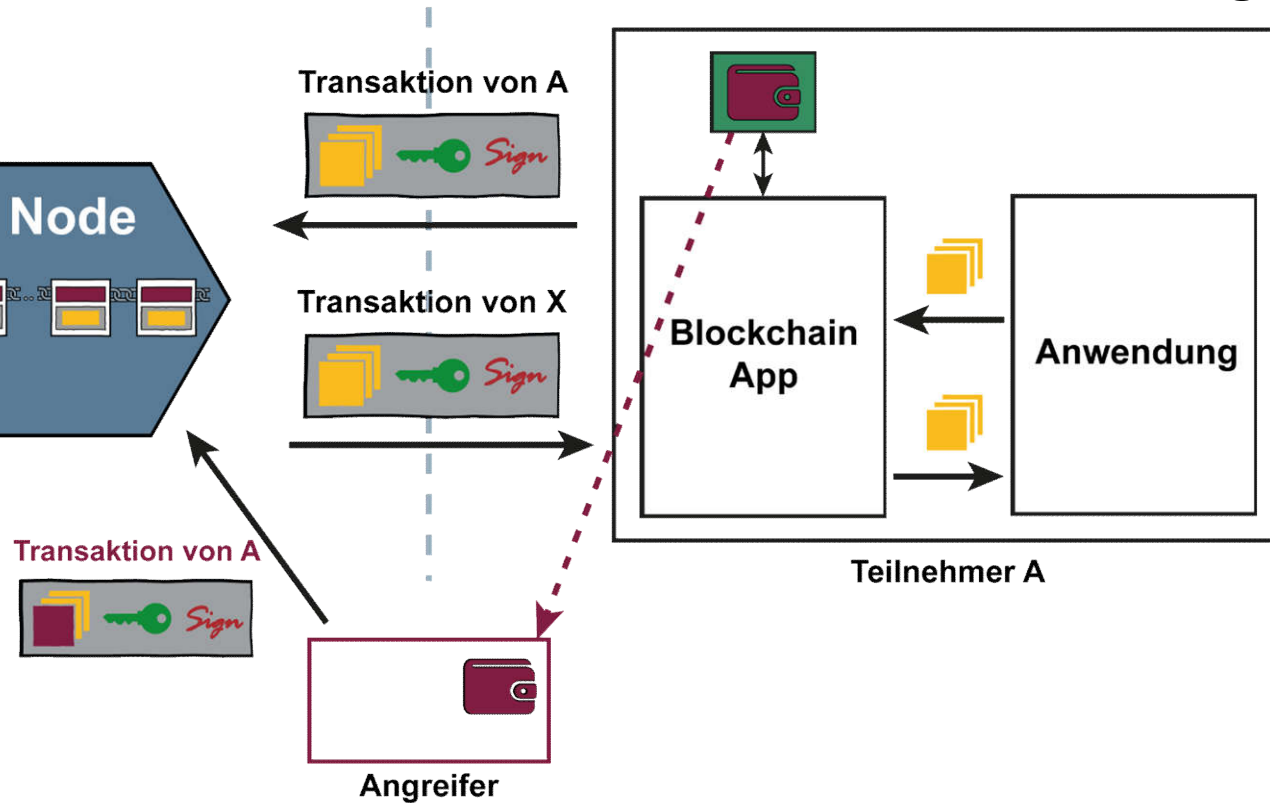 Transaktion von A
Sign
Node
Transaktion von X
Sign
Blockchain
App
Anwendung
Teilnehmer A
Transaktion von A
Sign
Angreifer